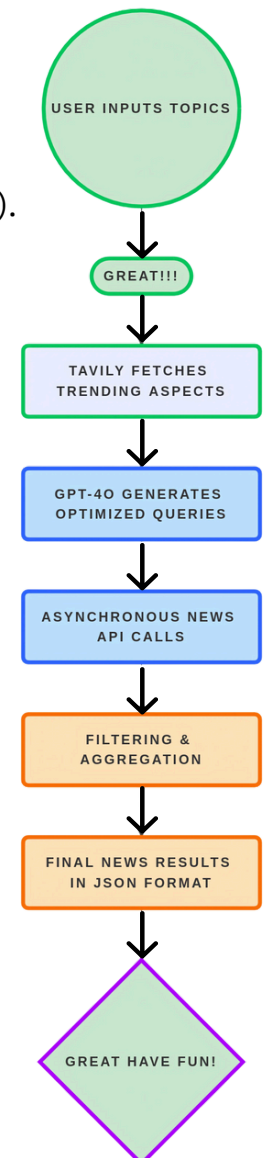 USER INPUTS TOPICS
).
GREAT!!!
TAVILY FETCHES
TRENDING ASPECTS
GPT-4O GENERATES
OPTIMIZED QUERIES
ASYNCHRONOUS NEWS
API CALLS
FILTERING &
AGGREGATION
FINAL NEWS RESULTS
IN JSON FORMAT
GREAT HAVE FUN!